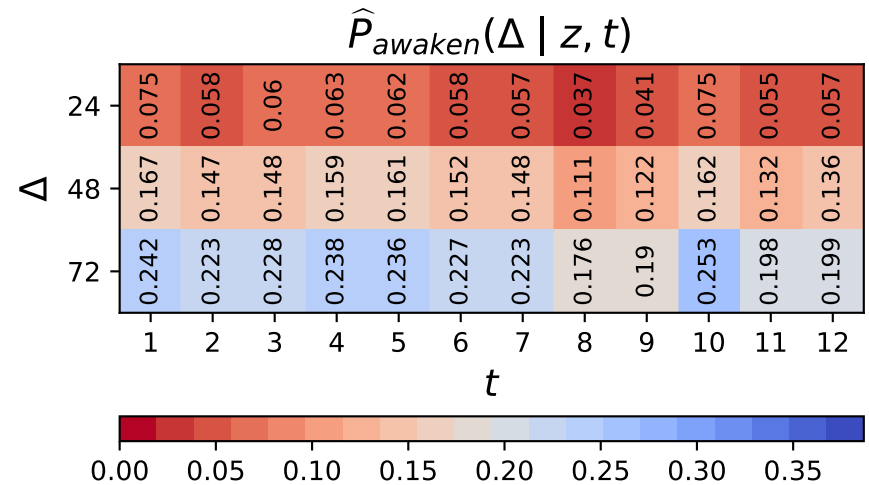 P̂_awaken(Δ | z, t)
24 0.075 0.058 0.06 0.063 0.062 0.058 0.057 0.037 0.041 0.075 0.055 0.057
Δ
48 0.167 0.147 0.148 0.159 0.161 0.152 0.148 0.111 0.122 0.162 0.132 0.136
72 0.242 0.223 0.228 0.238 0.236 0.227 0.223 0.176 0.19 0.253 0.198 0.199
1 2 3 4 5 6 7 8 9 10 11 12
t
0.00 0.05 0.10 0.15 0.20 0.25 0.30 0.35